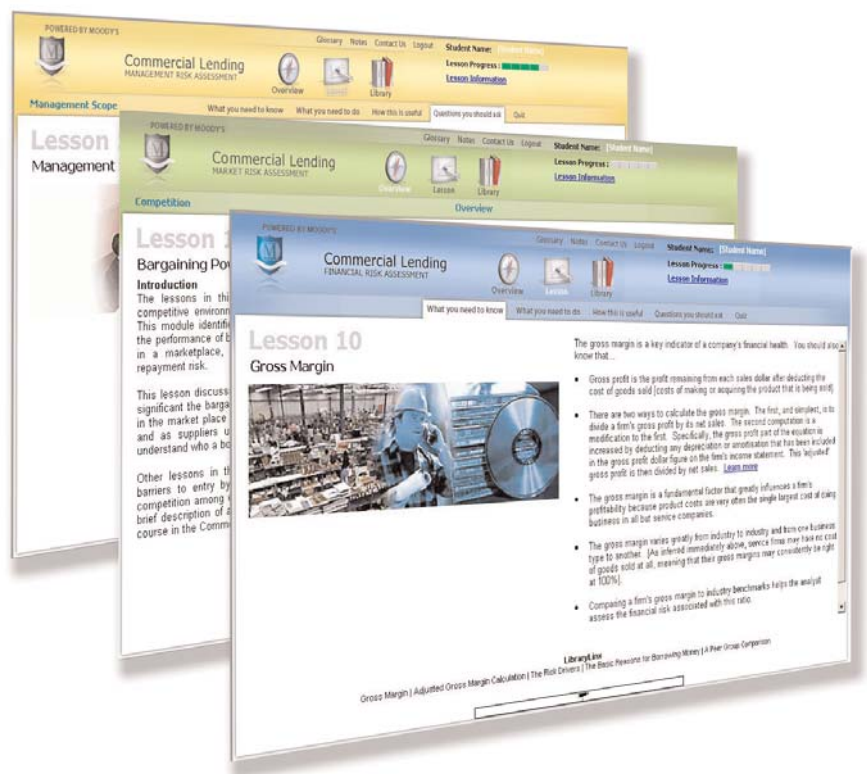 POWERED BY MOODY'S
Glossary Notes Contact Us Logout
Student Name: [Student Name]
Commercial Lending
MANAGEMENT RISK ASSESSMENT
Lesson Progress :
Lesson Information
Overview
Library
Management Scope
What you need to know What you need to do How this is useful Questions you should ask Quiz
Lesson
Management
POWERED BY MOODY'S
Glossary Notes Contact Us Logout
Student Name: [Student Name]
Commercial Lending
MARKET RISK ASSESSMENT
Lesson Progress :
Lesson Information
Overview Lesson Library
Competition
Overview
Lesson
Bargaining Po
Introduction
The lessons in thi
competitive environm
This module identifi
the performance of b
in a marketplace,
repayment risk.
This lesson discuss
significant the barga
in the market place
and as suppliers u
understand who a bo
Other lessons in th
barriers to entry by
competition among
brief description of a
course in the Comm
POWERED BY MOODY'S
Glossary Notes Contact Us Logout
Student Name: [Student Name]
Commercial Lending
FINANCIAL RISK ASSESSMENT
Lesson Progress :
Lesson Information
Overview Lesson Library
What you need to know What you need to do How this is useful Questions you should ask Quiz
Lesson 10
Gross Margin
The gross margin is a key indicator of a company's financial health. You should also
know that...
• Gross profit is the profit remaining from each sales dollar after deducting the
cost of goods sold [costs of making or acquiring the product that is being sold].
• There are two ways to calculate the gross margin. The first, and simplest, is to
divide a firm's gross profit by its net sales. The second computation is a
modification to the first. Specifically, the gross profit part of the equation is
increased by deducting any depreciation or amortisation that has been included
in the gross profit dollar figure on the firm's income statement. This 'adjusted'
gross profit is then divided by net sales. Learn more
• The gross margin is a fundamental factor that greatly influences a firm's
profitability because product costs are very often the single largest cost of doing
business in all but service companies.
• The gross margin varies greatly from industry to industry and from one business
type to another. [As inferred immediately above, service firms may have no cost
of goods sold at all, meaning that their gross margins may consistently be right
at 100%].
• Comparing a firm's gross margin to industry benchmarks helps the analyst
assess the financial risk associated with this ratio.
LibraryLinx
Gross Margin | Adjusted Gross Margin Calculation | The Risk Drivers | The Basic Reasons for Borrowing Money | A Peer Group Comparison